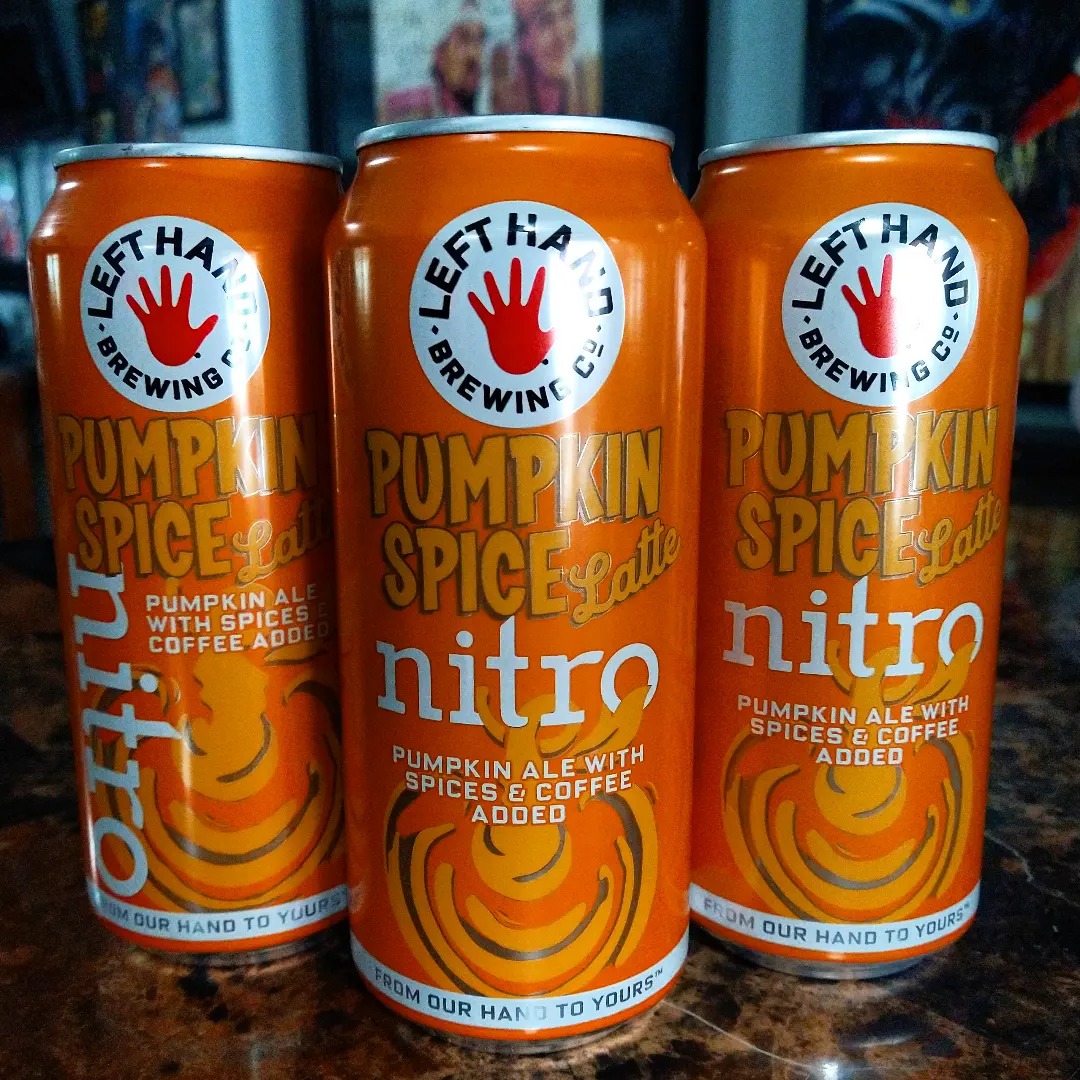 LEFT HAND
BREWING Co
PUMPKIN
SPICE Latte
nitro
PUMPKIN ALE
WITH SPICES &
COFFEE ADDED
FROM OUR HAND TO YOURS
LEFT HAND
BREWING Co
PUMPKIN
SPICE Latte
nitro
PUMPKIN ALE WITH
SPICES & COFFEE
ADDED
FROM OUR HAND TO YOURS™
LEFT HAND
BREWING Co
PUMPKIN
SPICE Latte
nitro
PUMPKIN ALE WITH
SPICES & COFFEE
ADDED
FROM OUR HAND TO YOURS™